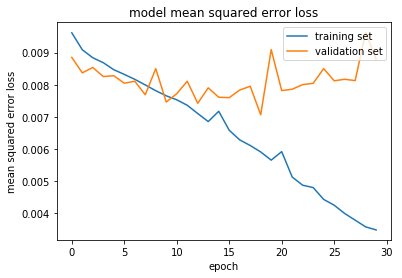 model mean squared error loss
training set
validation set
mean squared error loss
0.009
0.008
0.007
0.006
0.005
0.004
0
5
10
15
20
25
30
epoch